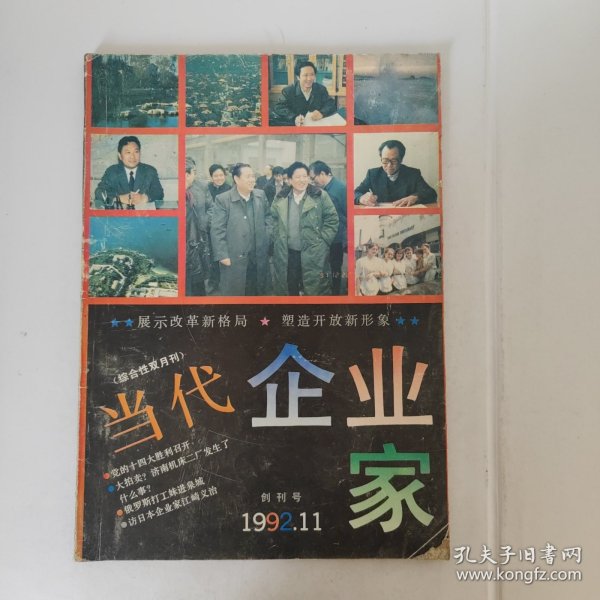 ★★展示改革新格局 ★ 塑造开放新形象★★
(综合性双月刊)
当代企业家
●党的十四大胜利召开
●大拍卖?济南机床二厂发生了
什么事?
●俄罗斯打工妹进泉城
●访日本企业家江崎义治
创刊号
1992.11
孔夫子旧书网
www.kongfz.com